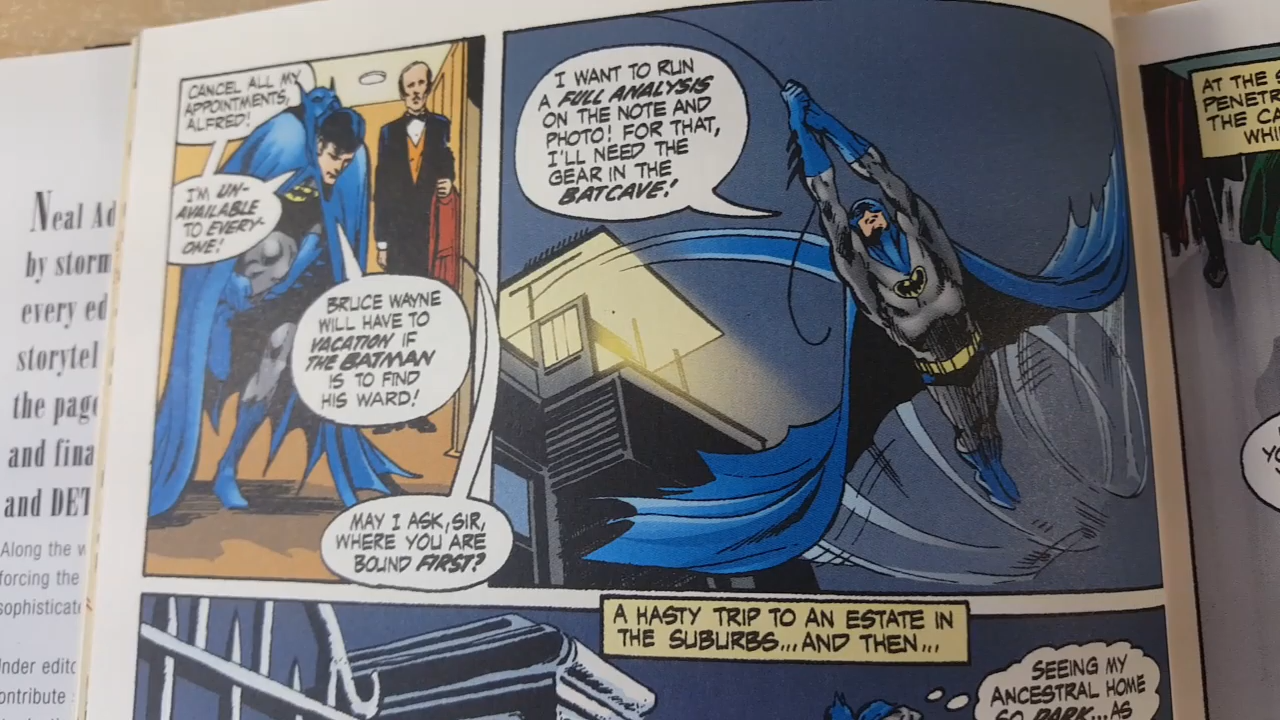 Neal Ad
by storm
every ed
storytel
the page
and fina
and DET
Along the w
forcing the
sophisticate
Under edito
contribute
CANCEL ALL MY
APPOINTMENTS,
ALFRED!
I'M UN-
AVAILABLE
TO EVERY-
ONE!
BRUCE WAYNE
WILL HAVE TO
VACATION IF
THE BATMAN
IS TO FIND
HIS WARD!
MAY I ASK, SIR,
WHERE YOU ARE
BOUND FIRST?
I WANT TO RUN
A FULL ANALYSIS
ON THE NOTE AND
PHOTO! FOR THAT,
I'LL NEED THE
GEAR IN THE
BATCAVE!
A HASTY TRIP TO AN ESTATE IN
THE SUBURBS...AND THEN...
SEEING MY
ANCESTRAL HOME
SO DARK...AS
AT THE S
PENETR
THE CA
WHI
YO